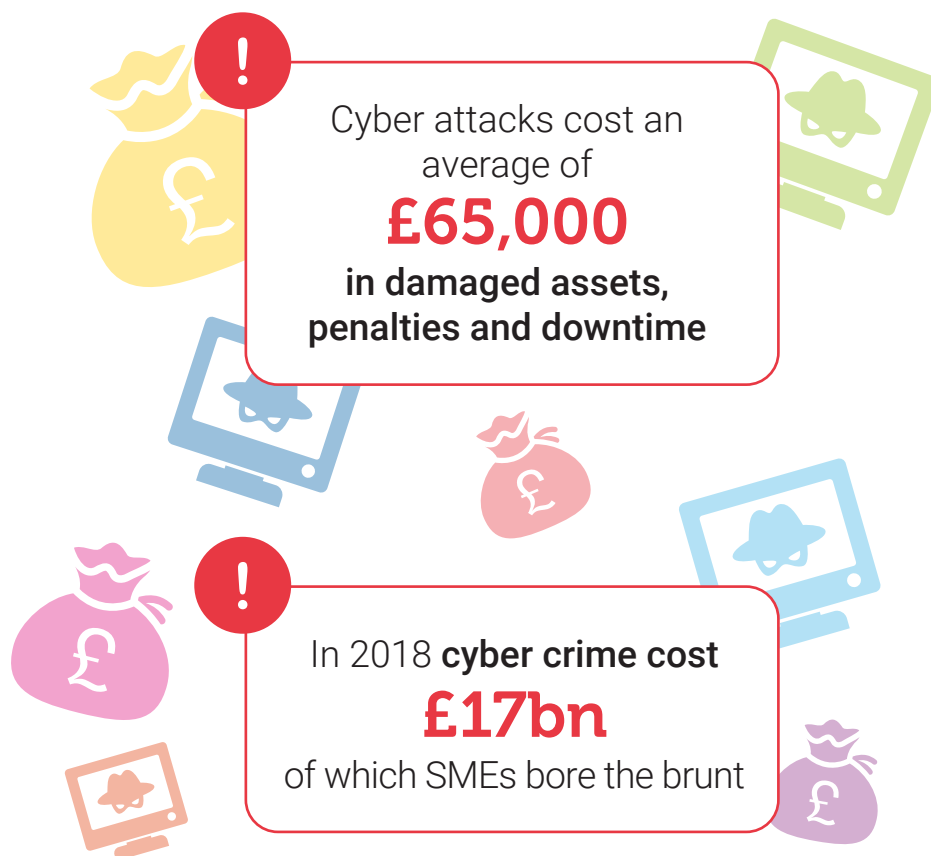 !
Cyber attacks cost an
average of
£65,000
in damaged assets,
penalties and downtime
£
£
!
£
In 2018 cyber crime cost
£17bn
of which SMEs bore the brunt
£